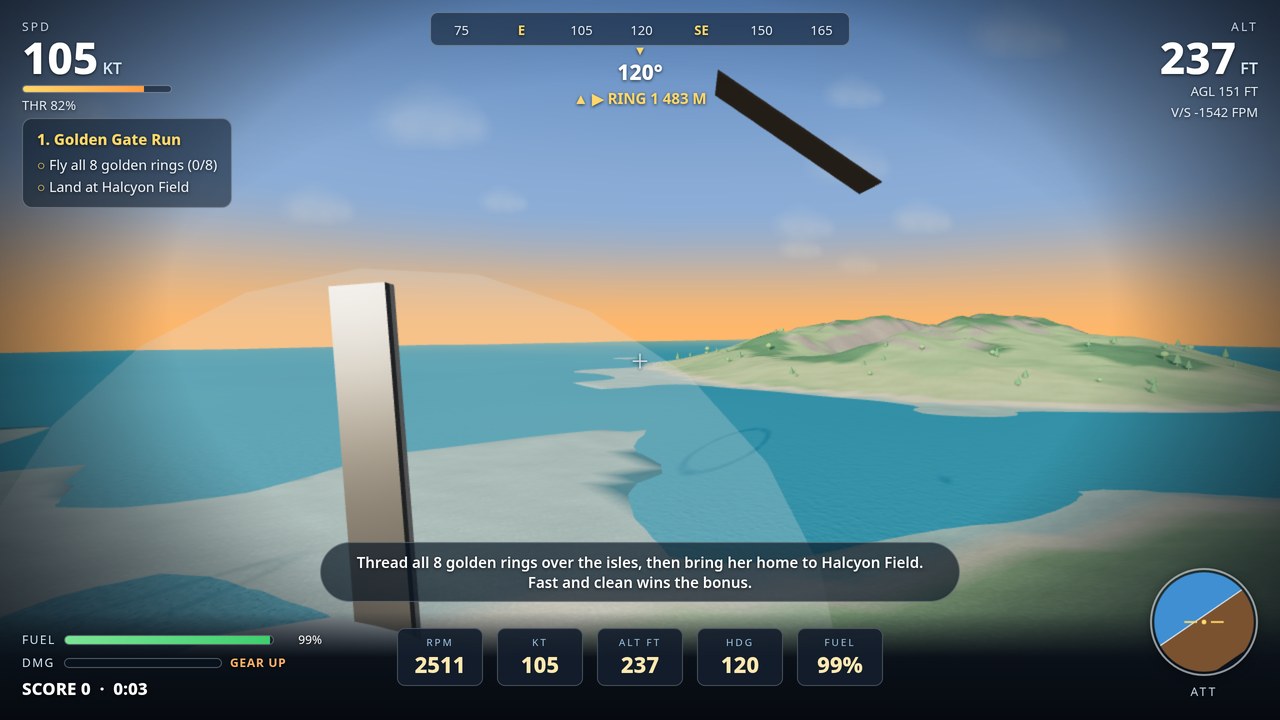 SPD
105 KT
THR 82%
1. Golden Gate Run
Fly all 8 golden rings (0/8)
Land at Halcyon Field
75 E 105 120 SE 150 165
120°
RING 1 483 M
ALT
237 FT
AGL 151 FT
V/S -1542 FPM
Thread all 8 golden rings over the isles, then bring her home to Halcyon Field.
Fast and clean wins the bonus.
FUEL 99%
DMG GEAR UP
SCORE 0 · 0:03
RPM
2511
KT
105
ALT FT
237
HDG
120
FUEL
99%
ATT